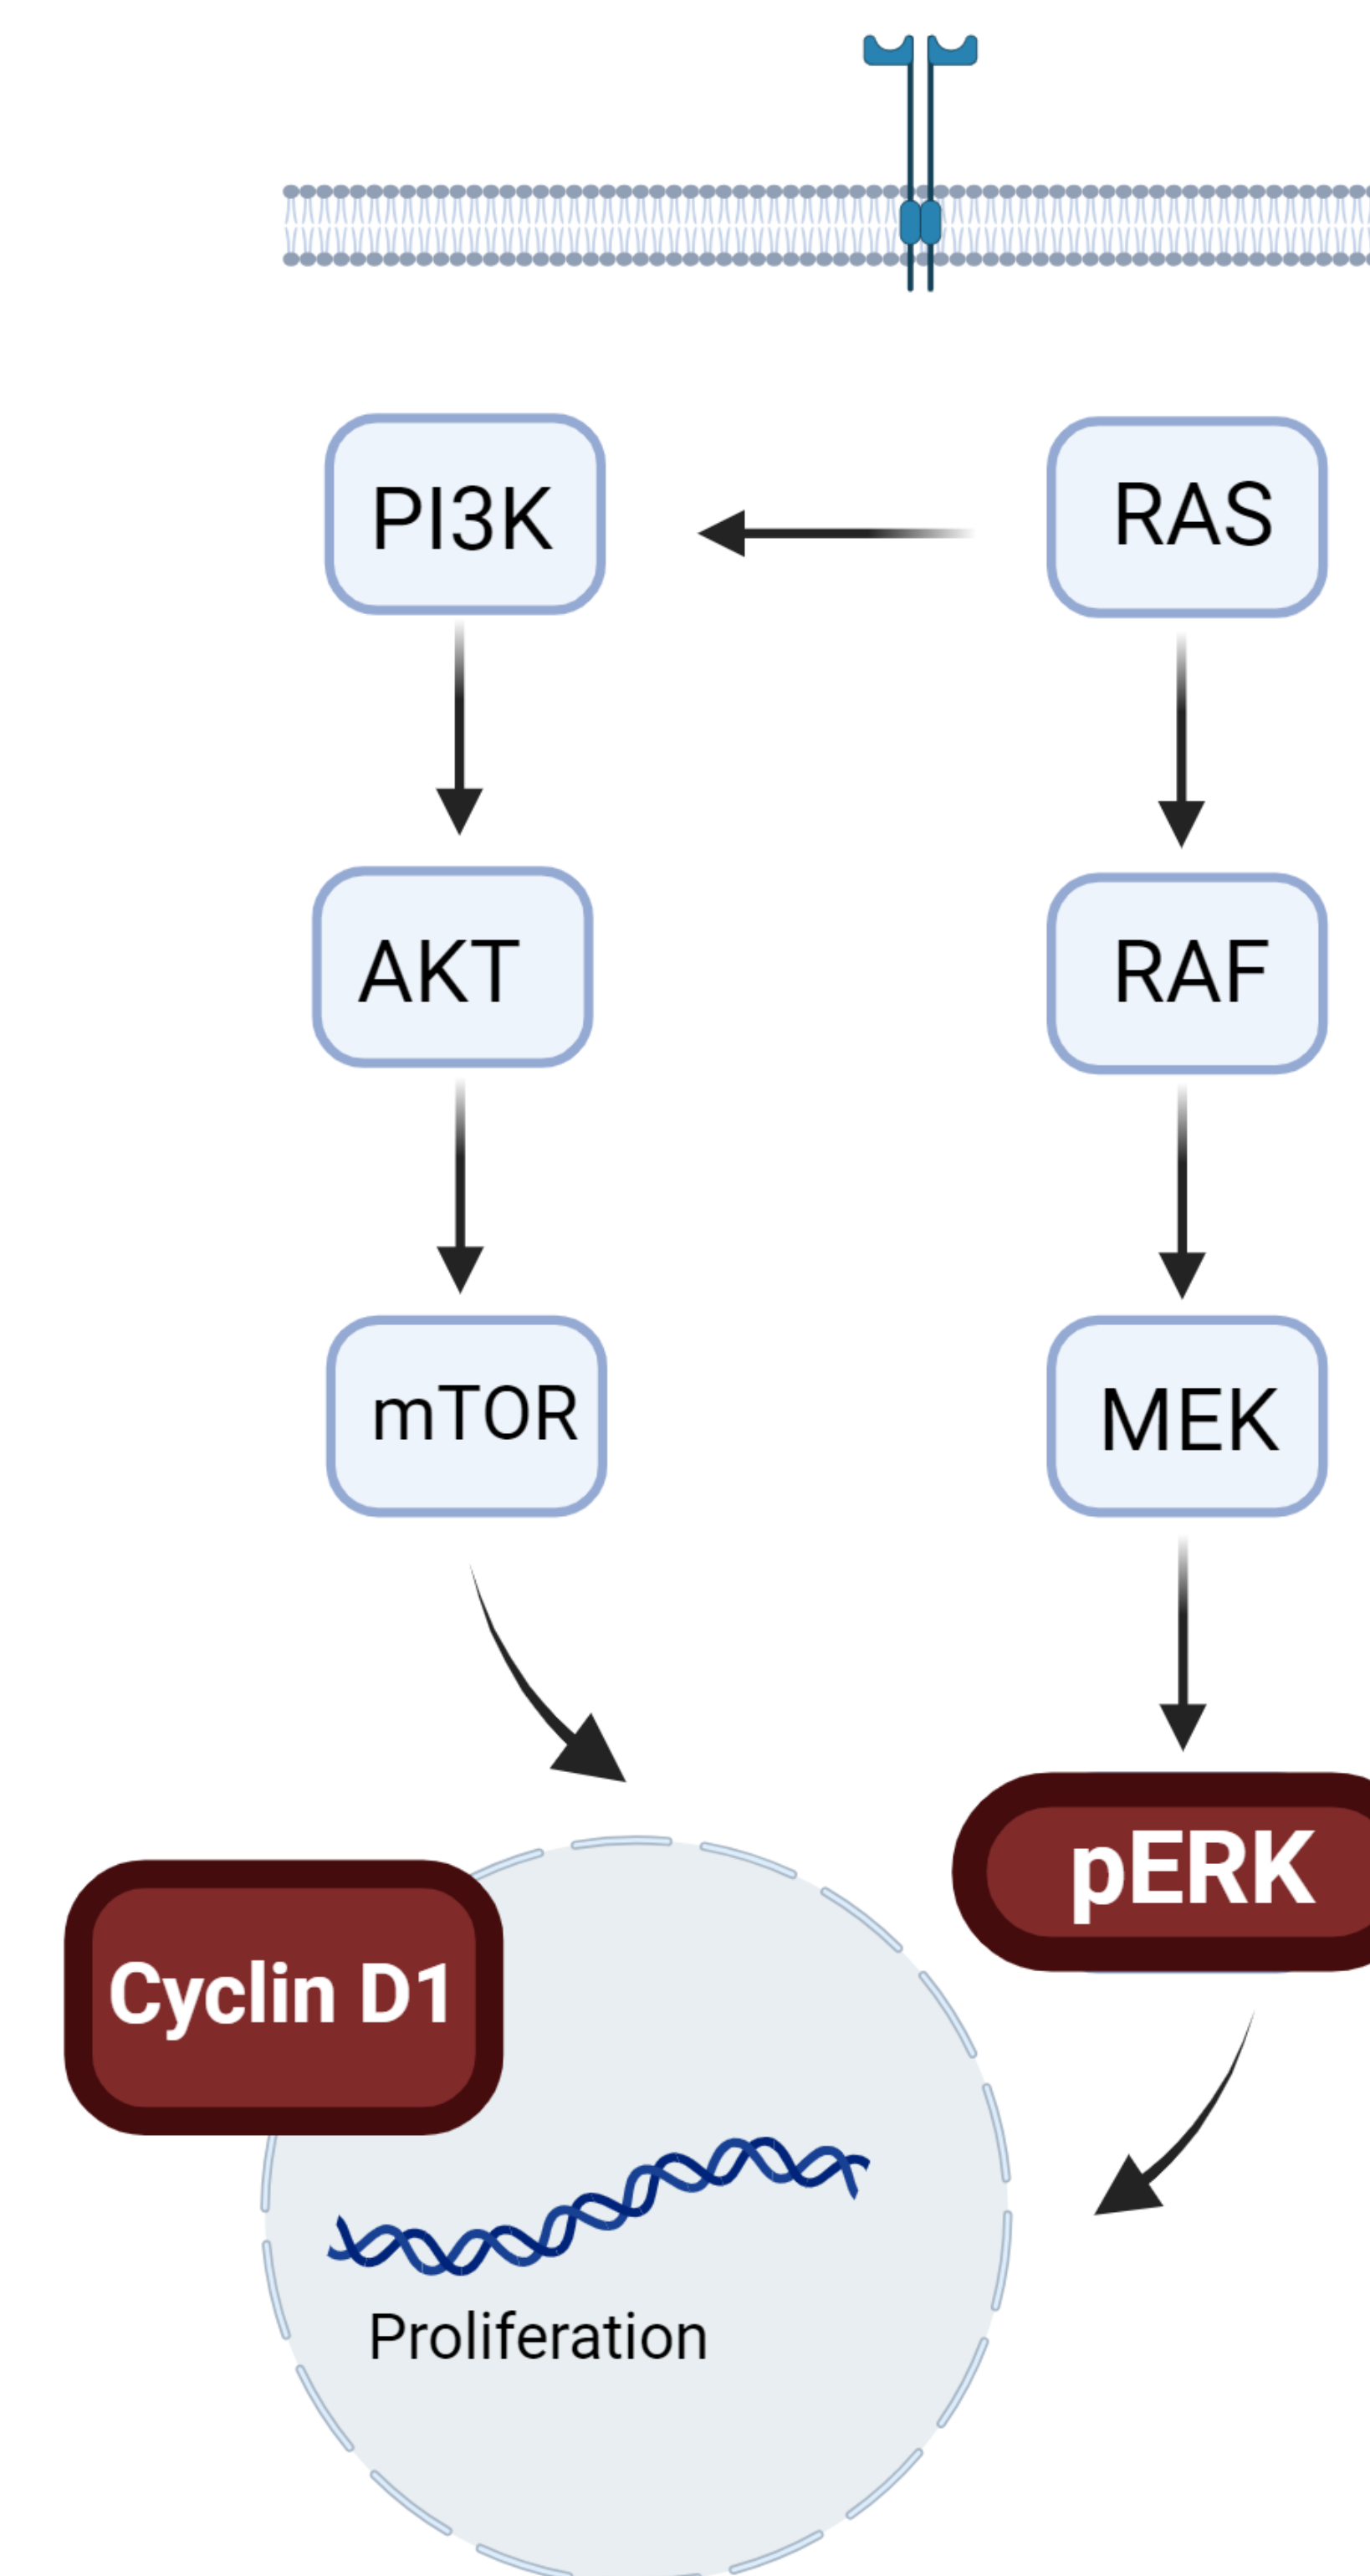 PI3K
RAS
AKT
RAF
mTOR
MEK
pERK
Cyclin D1
Proliferation